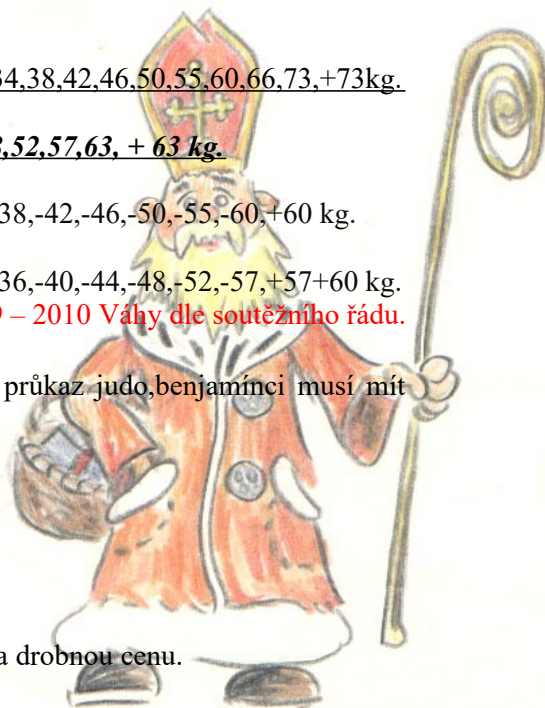 34,38,42,46,50,55,60,66,73,+73kg.
,52,57,63, + 63 kg.
38,-42,-46,-50,-55,-60,+60 kg.
36,-40,-44,-48,-52,-57,+57+60 kg.
– 2010 Váhy dle soutěžního řádu.
průkaz judo,benjamínci musí mít
a drobnou cenu.